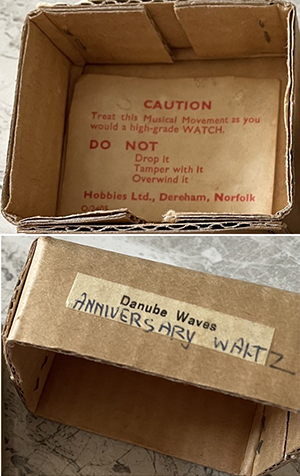 CAUTION
Treat this Musical Movement as you
would a high-grade WATCH.
DO NOT
Drop it
Tamper with it
Overwind it
Hobbies Ltd., Dereham, Norfolk
Danube Waves
ANNIVERSARY WALTZ